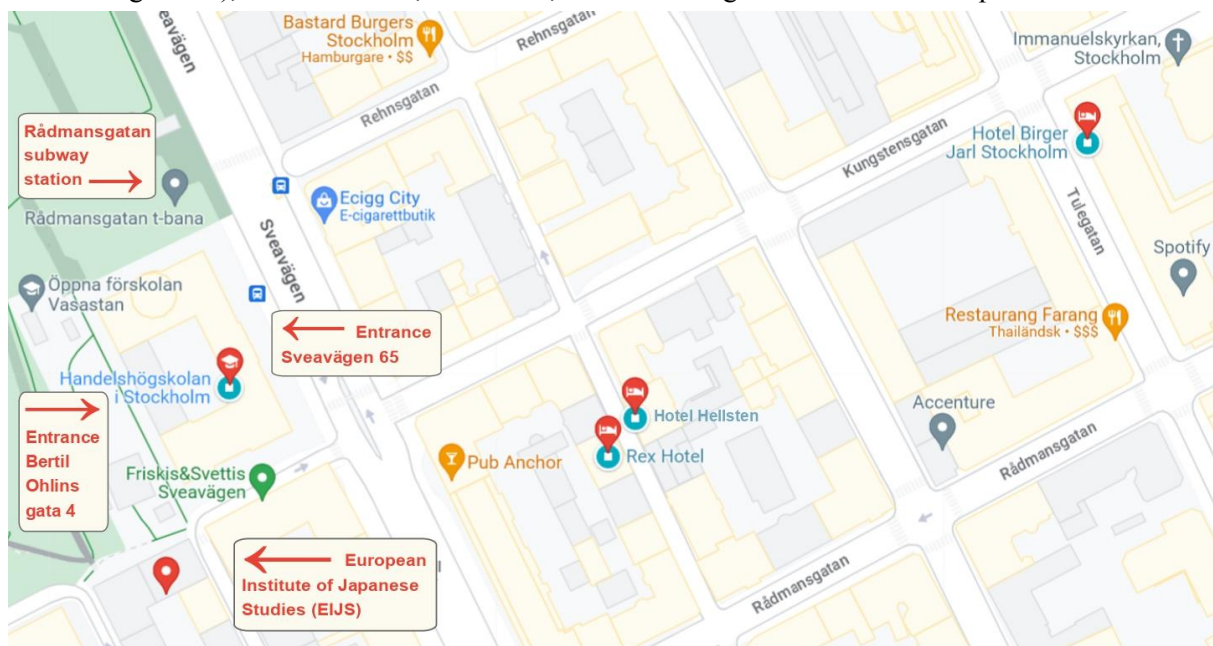 eavägen
Bastard Burgers
Stockholm
Hamburgare • $$
Rehnsgatan
Immanuelskyrkan,
Stockholm
Rehnsgatan
Rådmansgatan
subway
station
Rådmansgatan t-bana
Ecigg City
E-cigarettbutik
Kungstensgatan
Hotel Birger
Jarl Stockholm
Tulegatan
Spotify
Sveavägen
Öppna förskolan
Vasastan
Entrance
Sveavägen 65
Restaurang Farang
Thailändsk • $$$
Handelshögskolan
i Stockholm
Hotel Hellsten
Accenture
Entrance
Bertil
Ohlins
gata 4
Pub Anchor
Rex Hotel
Rådmansgatan
Friskis&Svettis
Sveavägen
European
Institute of Japanese
Studies (EIJS)
Rådmansgatan